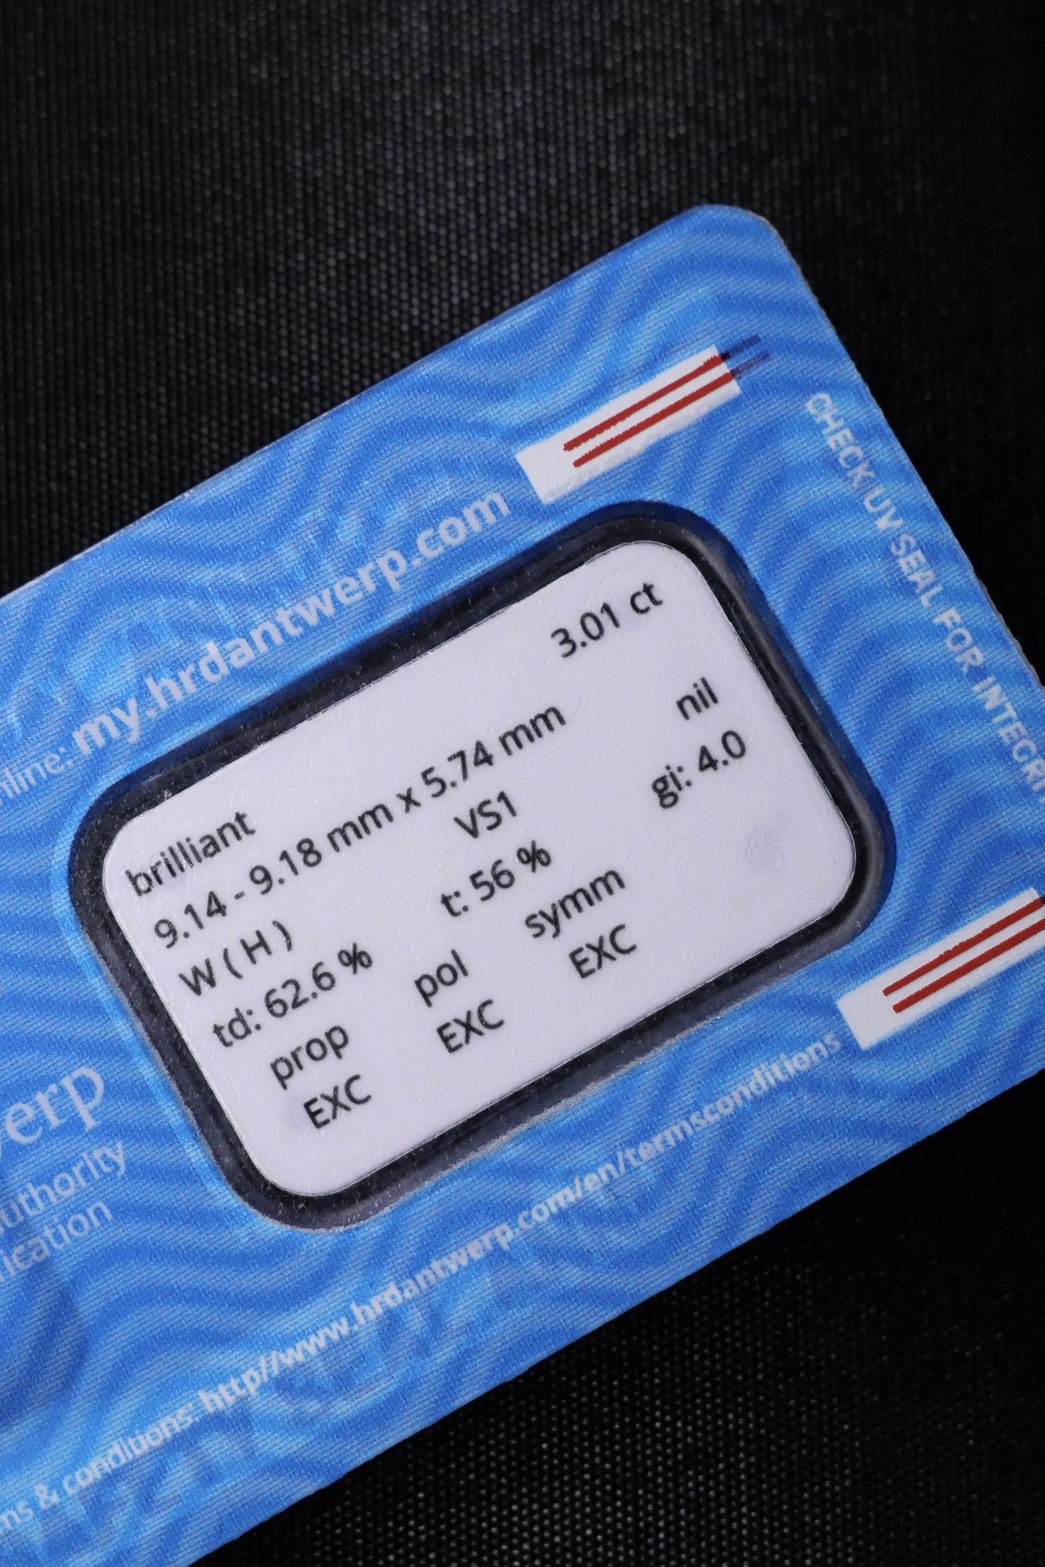 my.hrdantwerp.com
CHECK UV SEAL FOR
brilliant 3.01 ct
9.14 - 9.18 mm x 5.74 mm
W ( H ) VS1 nil
td: 62.6 % t: 56 % gi: 4.0
prop pol symm
EXC EXC EXC
& conditions: http//www.hrdantwerp.com/en/termsconditions